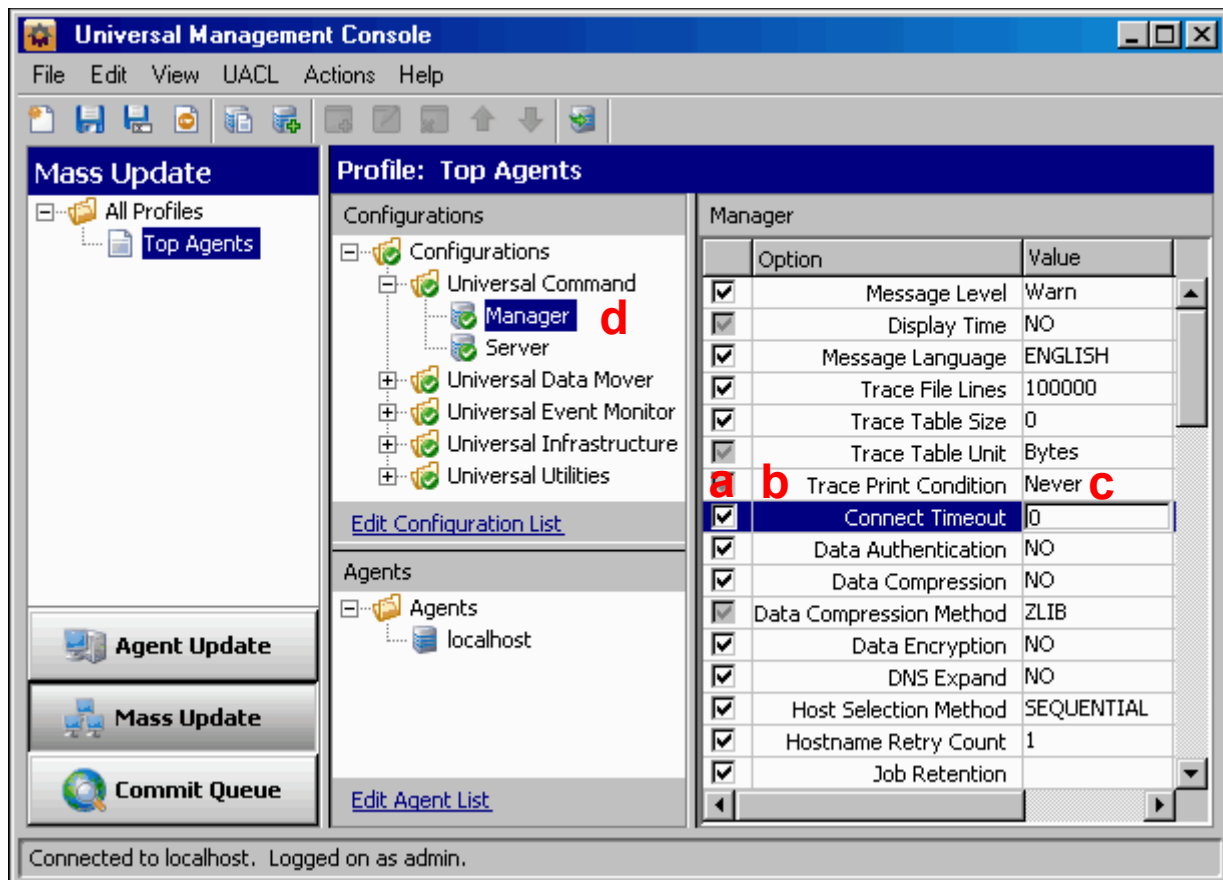 Universal Management Console
File Edit View UACL Actions Help
Mass Update
All Profiles
Top Agents
Agent Update
Mass Update
Commit Queue
Profile: Top Agents
Configurations
Configurations
Universal Command
Manager d
Server
Universal Data Mover
Universal Event Monitor
Universal Infrastructure
Universal Utilities
Edit Configuration List
Agents
Agents
localhost
Edit Agent List
Manager
Option Value
Message Level Warn
Display Time NO
Message Language ENGLISH
Trace File Lines 100000
Trace Table Size 0
Trace Table Unit Bytes
a b Trace Print Condition Never c
Connect Timeout 0
Data Authentication NO
Data Compression NO
Data Compression Method ZLIB
Data Encryption NO
DNS Expand NO
Host Selection Method SEQUENTIAL
Hostname Retry Count 1
Job Retention
Connected to localhost. Logged on as admin.